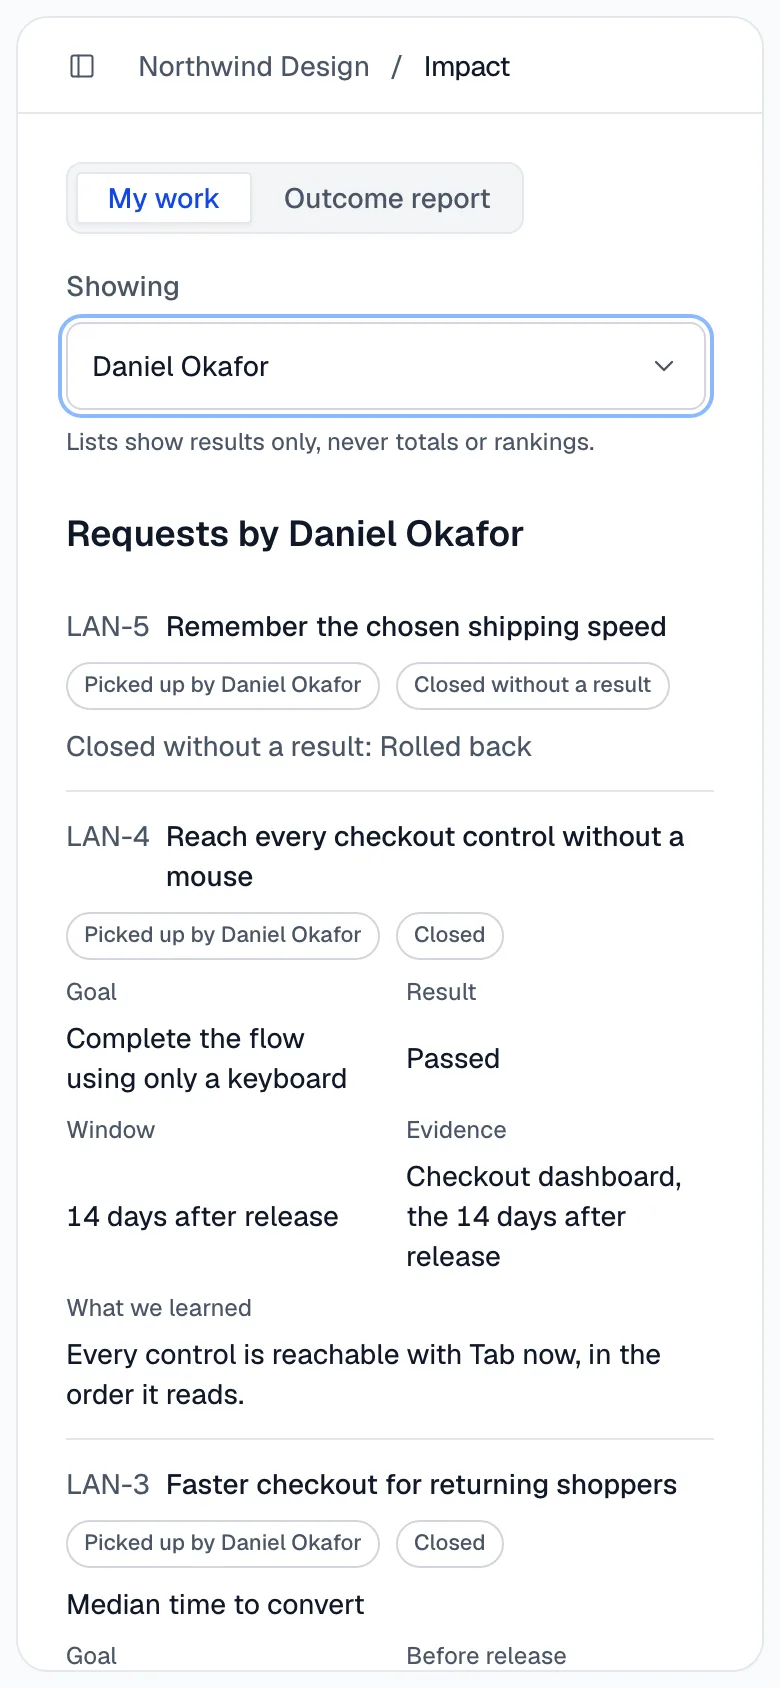 Northwind Design / Impact
My work
Outcome report
Showing
Daniel Okafor
Lists show results only, never totals or rankings.
Requests by Daniel Okafor
LAN-5 Remember the chosen shipping speed
Picked up by Daniel Okafor
Closed without a result
Closed without a result: Rolled back
LAN-4 Reach every checkout control without a
mouse
Picked up by Daniel Okafor
Closed
Goal
Complete the flow
using only a keyboard
Result
Passed
Window
14 days after release
Evidence
Checkout dashboard,
the 14 days after
release
What we learned
Every control is reachable with Tab now, in the
order it reads.
LAN-3 Faster checkout for returning shoppers
Picked up by Daniel Okafor
Closed
Median time to convert
Goal
Before release